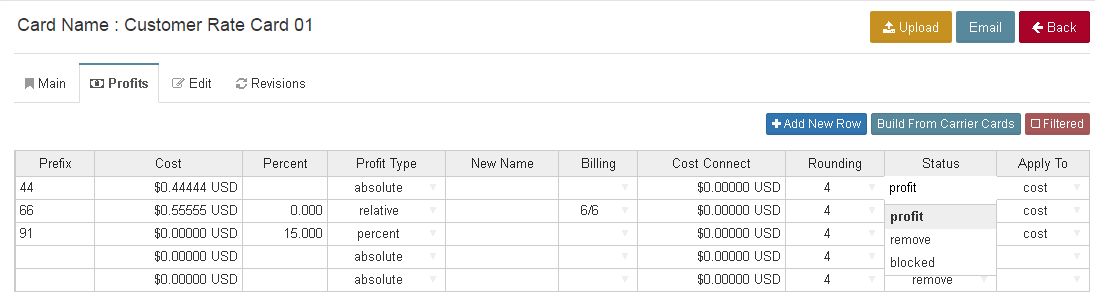 Card Name : Customer Rate Card 01
Upload Email Back
Main Profits Edit Revisions
Add New Row Build From Carrier Cards Filtered
Prefix Cost Percent Profit Type New Name Billing Cost Connect Rounding Status Apply To
44 $0.44444 USD absolute $0.00000 USD 4 profit cost
66 $0.55555 USD 0.000 relative 6/6 $0.00000 USD 4 profit cost
91 $0.00000 USD 15.000 percent $0.00000 USD 4 remove cost
$0.00000 USD absolute $0.00000 USD 4 blocked
$0.00000 USD absolute $0.00000 USD 4 remove